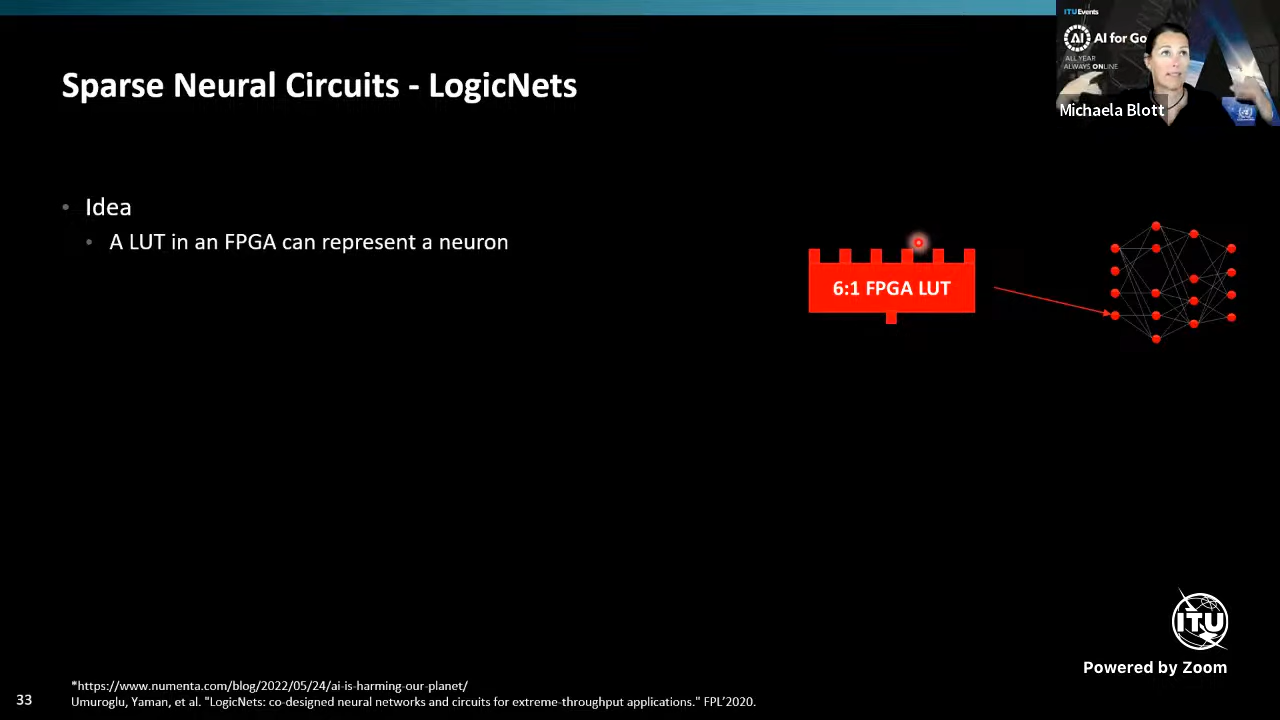 ITUEvents
AI AI for Go
ALL YEAR
ALWAYS ONLINE
Michaela Blott
Sparse Neural Circuits - LogicNets
• Idea
• A LUT in an FPGA can represent a neuron
6:1 FPGA LUT
ITU
Powered by Zoom
*https://www.numenta.com/blog/2022/05/24/ai-is-harming-our-planet/
Umuroglu, Yaman, et al. "LogicNets: co-designed neural networks and circuits for extreme-throughput applications." FPL'2020.
33